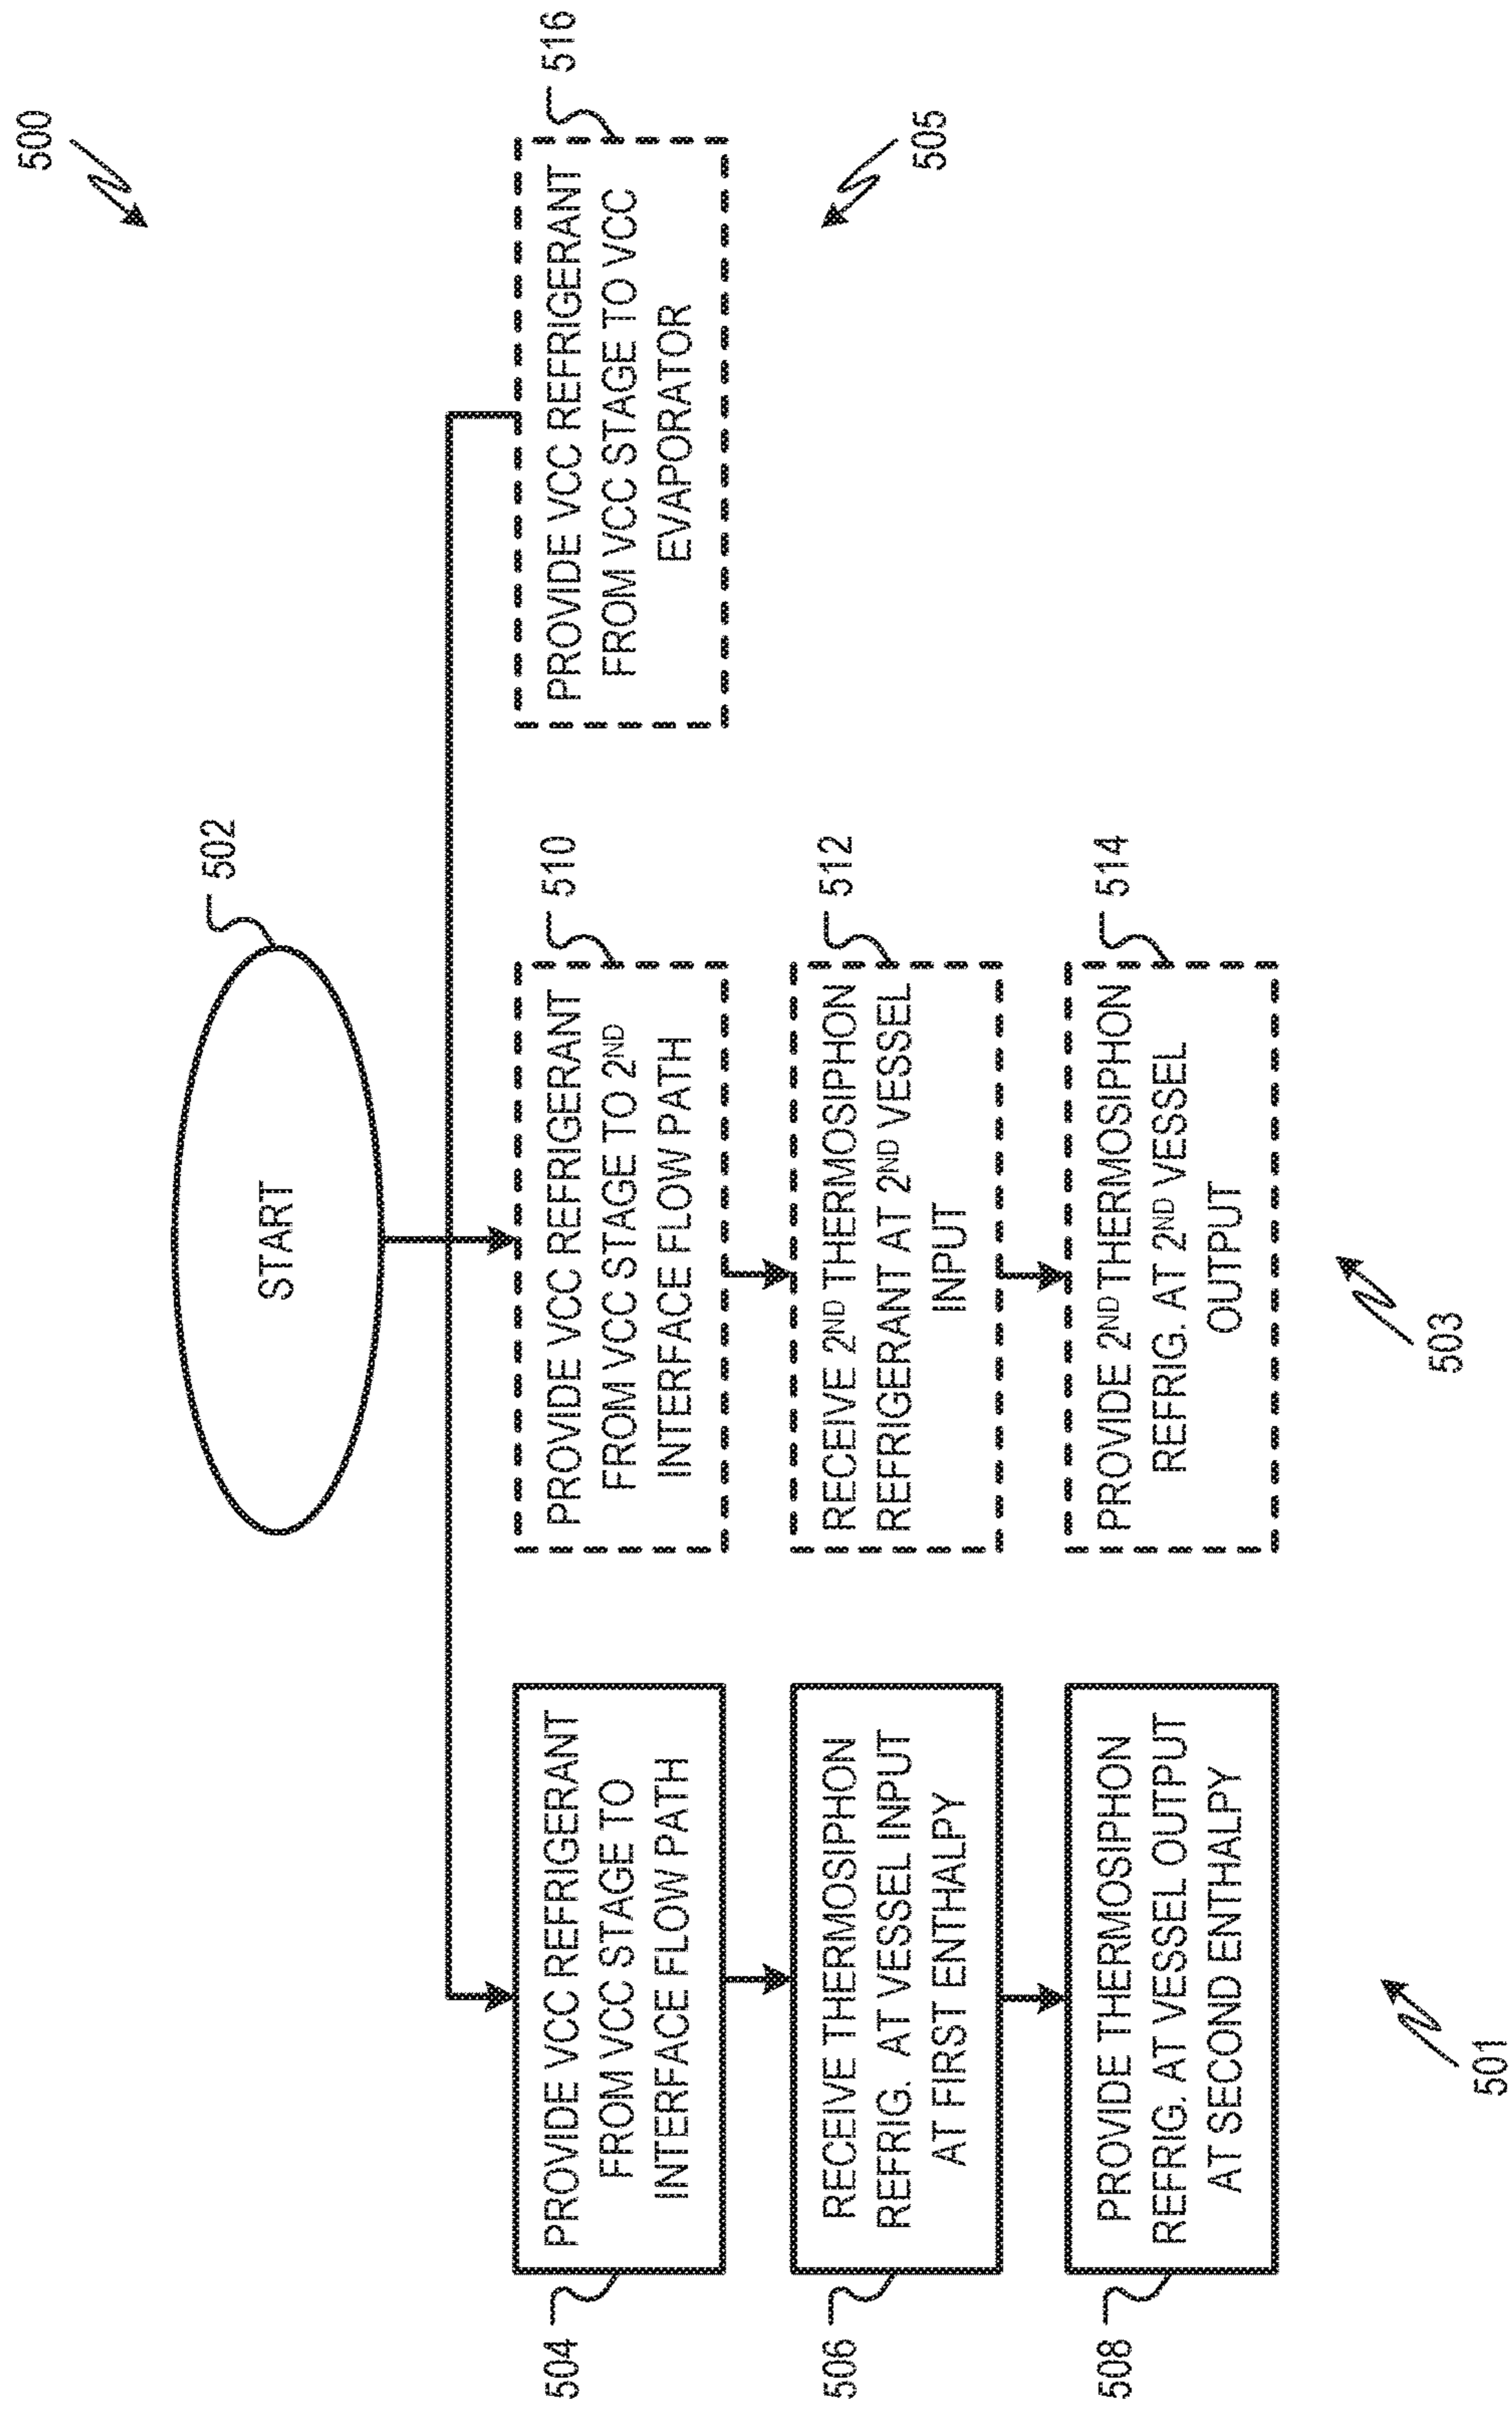 500
START
502
PROVIDE VCC REFRIGERANT
FROM VCC STAGE TO
INTERFACE FLOW PATH
504
RECEIVE THERMOSIPHON
REFRIG. AT VESSEL INPUT
AT FIRST ENTHALPY
506
PROVIDE THERMOSIPHON
REFRIG. AT VESSEL OUTPUT
AT SECOND ENTHALPY
508
501
PROVIDE VCC REFRIGERANT
FROM VCC STAGE TO 2ND
INTERFACE FLOW PATH
510
RECEIVE 2ND THERMOSIPHON
REFRIGERANT AT 2ND VESSEL
INPUT
512
PROVIDE 2ND THERMOSIPHON
REFRIG. AT 2ND VESSEL
OUTPUT
514
503
PROVIDE VCC REFRIGERANT
FROM VCC STAGE TO VCC
EVAPORATOR
516
505